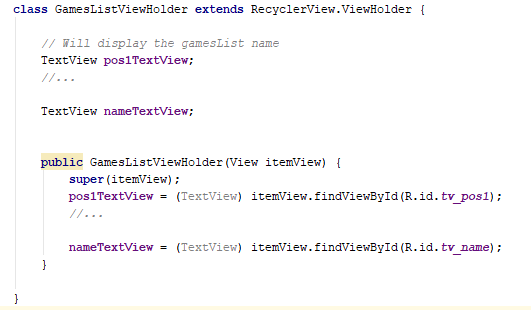 class GamesListViewHolder extends RecyclerView.ViewHolder {
// Will display the gamesList name
TextView pos1TextView;
//...
TextView nameTextView;
public GamesListViewHolder(View itemView) {
super(itemView);
pos1TextView = (TextView) itemView.findViewById(R.id.tv_pos1);
//...
nameTextView = (TextView) itemView.findViewById(R.id.tv_name);
}
}